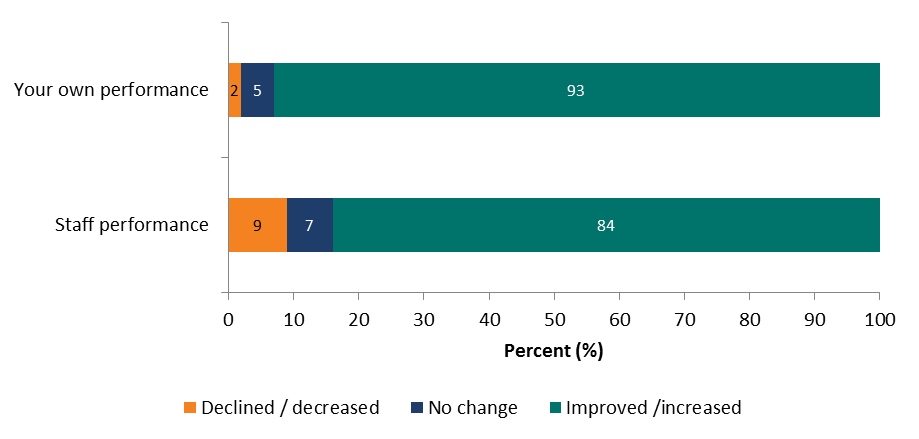 Your own performance
2 5 93
Staff performance
9 7 84
0 10 20 30 40 50 60 70 80 90 100
Percent (%)
Declined / decreased No change Improved /increased